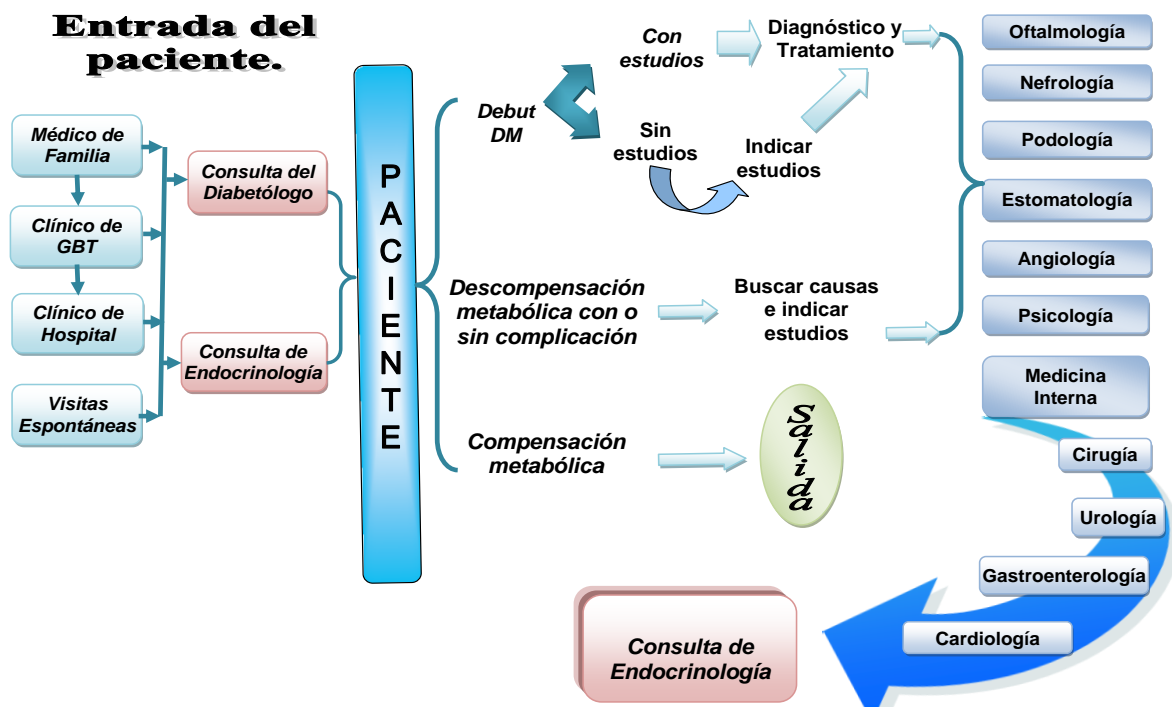 Entrada del
paciente.
Médico de
Familia
Clínico de
GBT
Clínico de
Hospital
Visitas
Espontáneas
Consulta del
Diabetólogo
Consulta de
Endocrinología
PACIENTE
Debut
DM
Con
estudios
Diagnóstico y
Tratamiento
Sin
estudios
Indicar
estudios
Descompensación
metabólica con o
sin complicación
Buscar causas
e indicar
estudios
Compensación
metabólica
Salida
Oftalmología
Nefrología
Podología
Estomatología
Angiología
Psicología
Medicina
Interna
Cirugía
Urología
Gastroenterología
Cardiología
Consulta de
Endocrinología